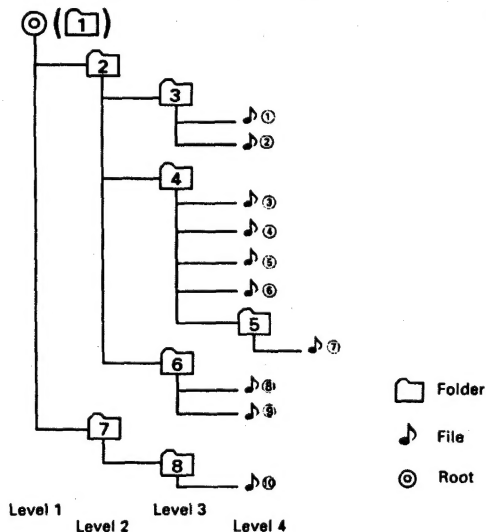 (1)
2
3
①
②
4
③
④
⑤
⑥
5
⑦
6
⑧
⑨
7
8
⑩
Folder
File
Root
Level 1
Level 2
Level 3
Level 4